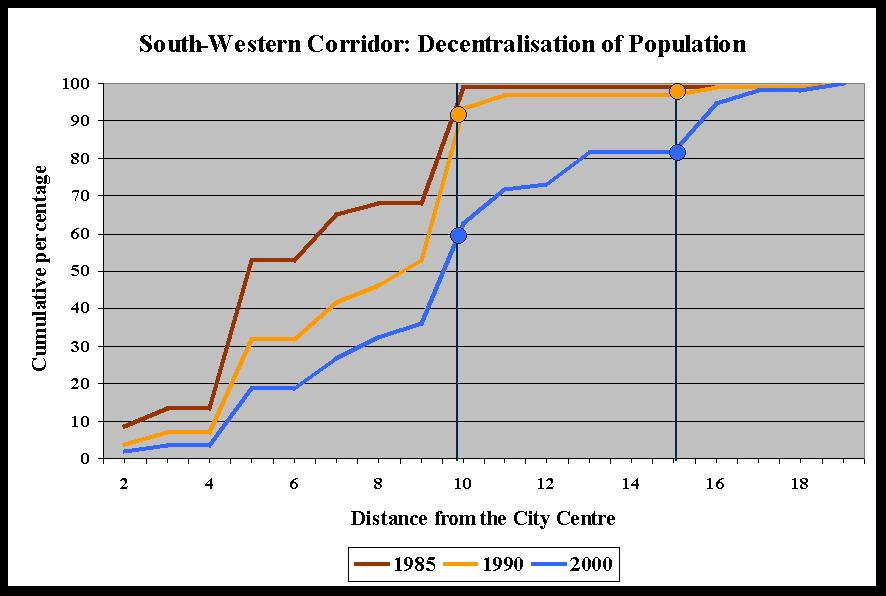 South-Western Corridor: Decentralisation of Population
Cumulative percentage
100
90
80
70
60
50
40
30
20
10
0
2 4 6 8 10 12 14 16 18
Distance from the City Centre
1985 1990 2000